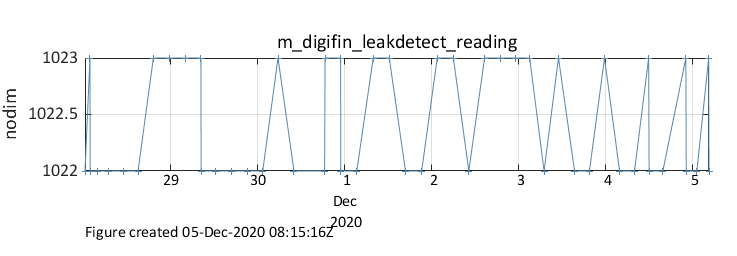 m_digifin_leakdetect_reading
nodim
1023
1022.5
1022
29 30 1 2 3 4 5
Dec
2020
Figure created 05-Dec-2020 08:15:16Z